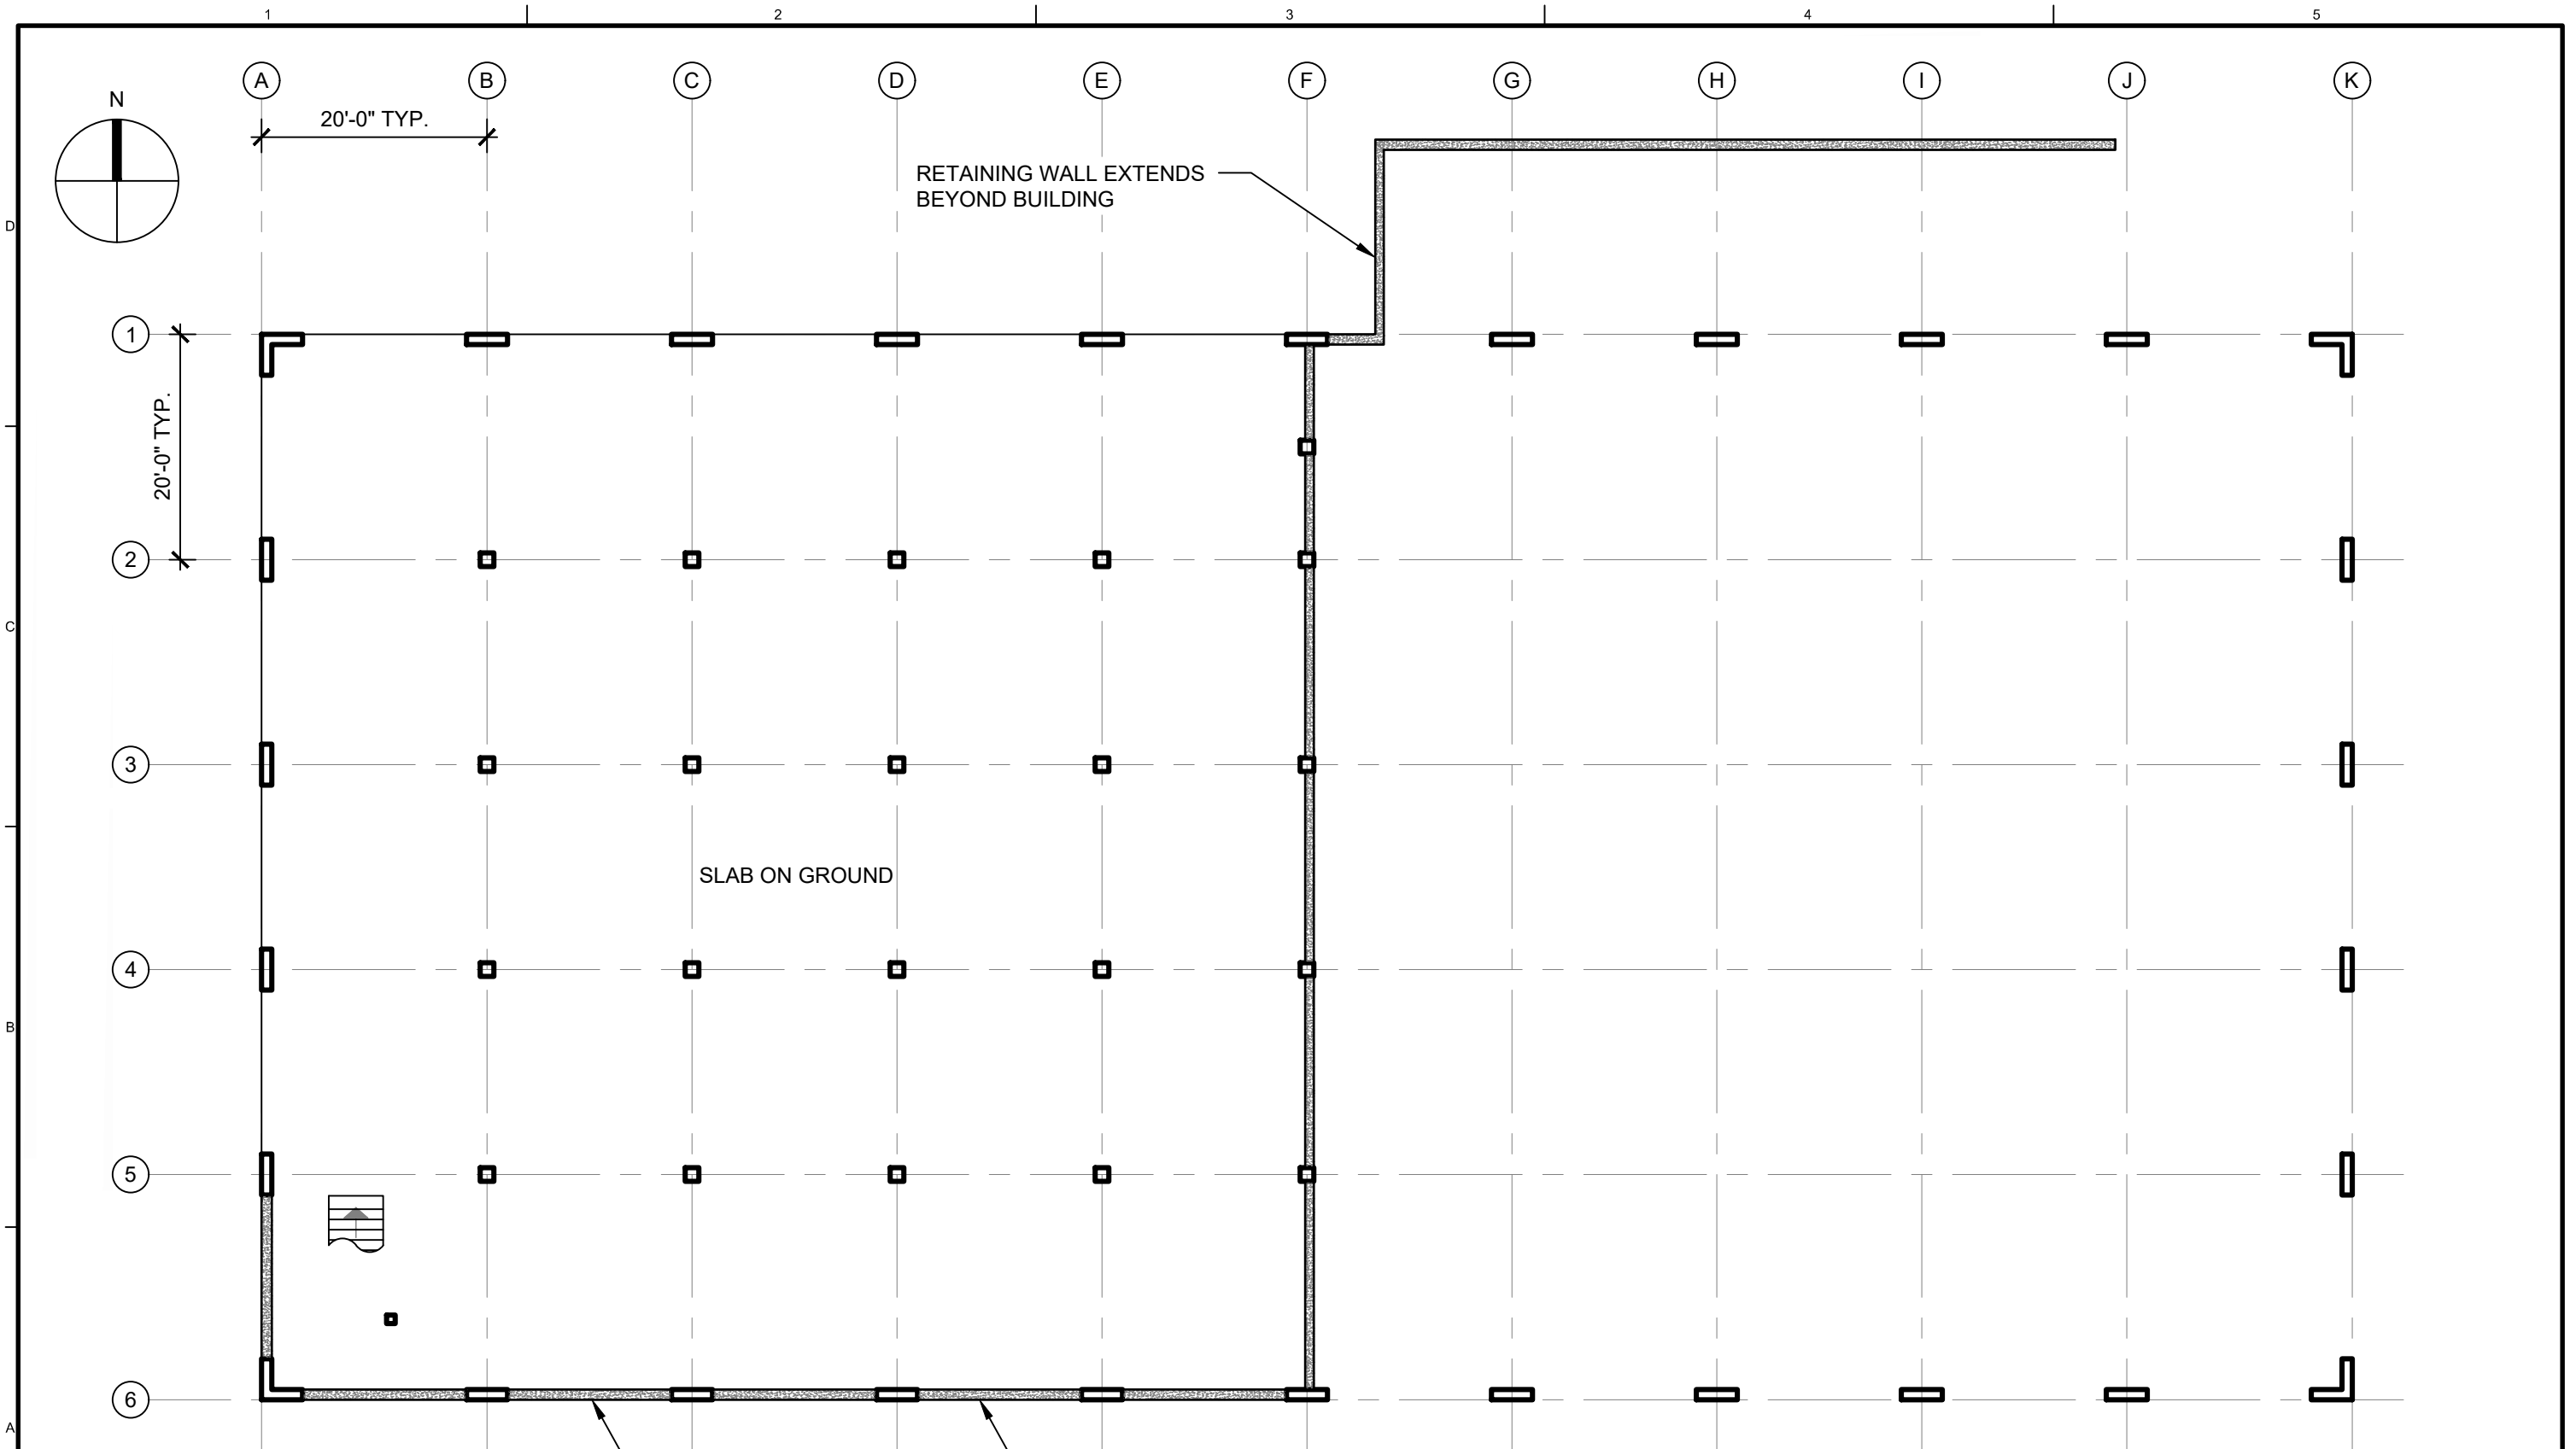 1 2 3 4 5
A B C D E F G H I J K
N
20'-0" TYP.
RETAINING WALL EXTENDS
BEYOND BUILDING
D
1
20'-0" TYP.
2
C
3
SLAB ON GROUND
4
B
5
6
A